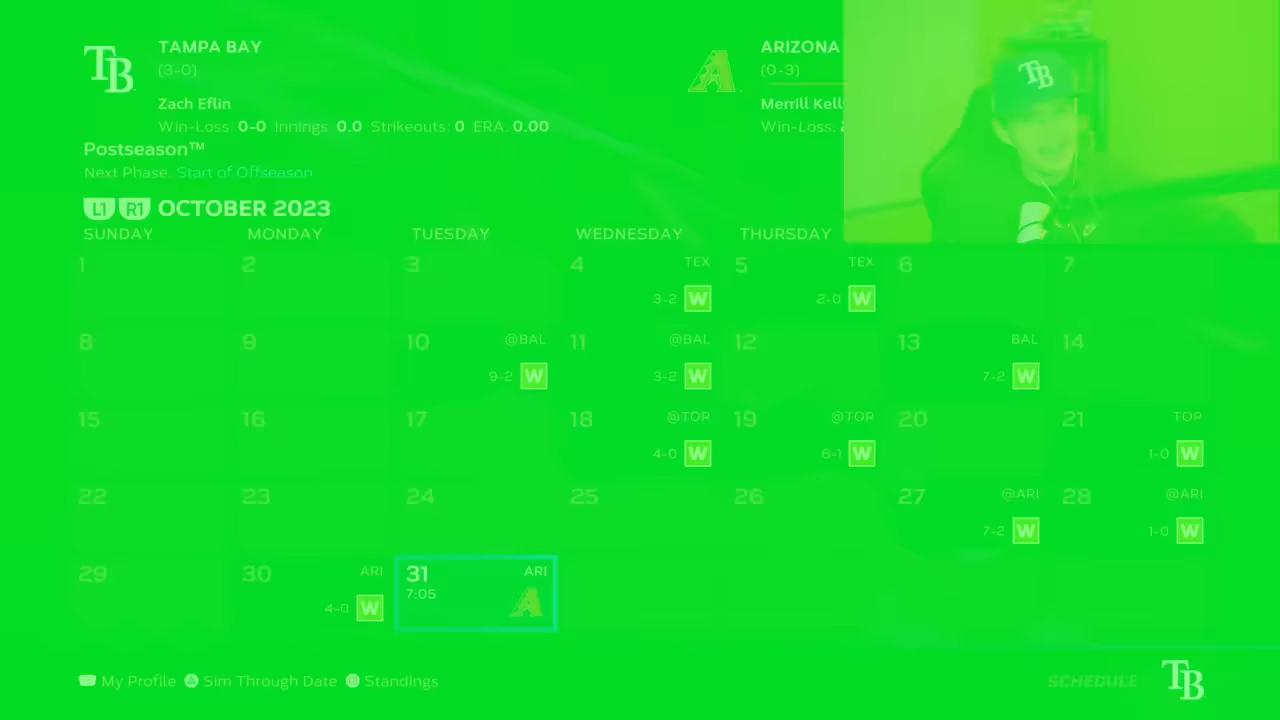 TB
TAMPA BAY
(3-0)
Zach Eflin
Win-Loss: 0-0 Innings: 0.0 Strikeouts: 0 ERA: 0.00
A
ARIZONA
(0-3)
Merrill Kell
Win-Loss:
TB
Postseason™
Next Phase: Start of Offseason
L1 R1 OCTOBER 2023
SUNDAY MONDAY TUESDAY WEDNESDAY THURSDAY
1 2 3 4 TEX 5 TEX 6 7
3-2 W 2-0 W
8 9 10 @BAL 11 @BAL 12 13 BAL 14
9-2 W 3-2 W 7-2 W
15 16 17 18 @TOR 19 @TOR 20 21 TOR
4-0 W 6-1 W 1-0 W
22 23 24 25 26 27 @ARI 28 @ARI
7-2 W 1-0 W
29 30 ARI 31 ARI
7:05
4-0 W A
My Profile Sim Through Date Standings
SCHEDULE TB